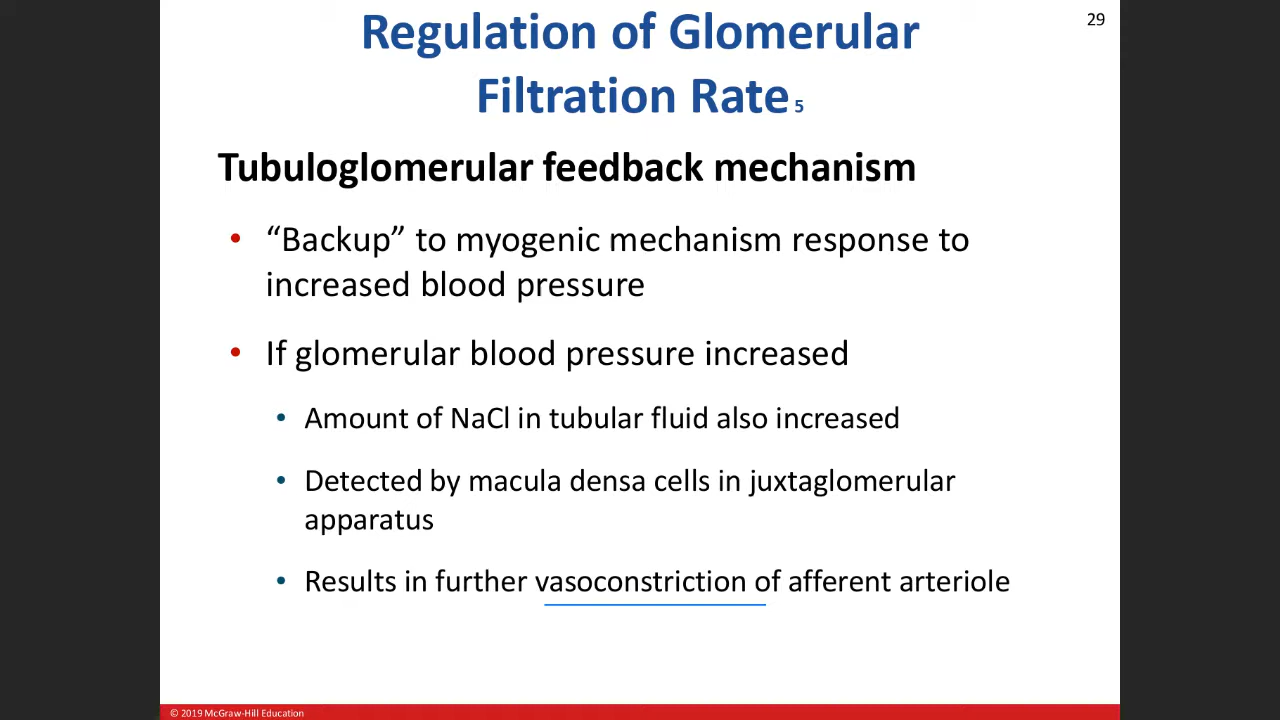 29
Regulation of Glomerular
Filtration Rate 5
Tubuloglomerular feedback mechanism
• “Backup” to myogenic mechanism response to
increased blood pressure
• If glomerular blood pressure increased
• Amount of NaCl in tubular fluid also increased
• Detected by macula densa cells in juxtaglomerular
apparatus
• Results in further vasoconstriction of afferent arteriole
© 2019 McGraw-Hill Education